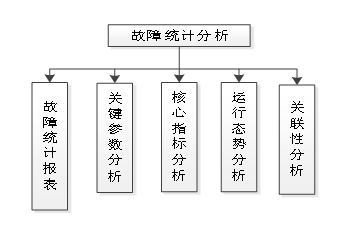 故障统计分析
故障统计报表
关键参数分析
核心指标分析
运行态势分析
关联性分析